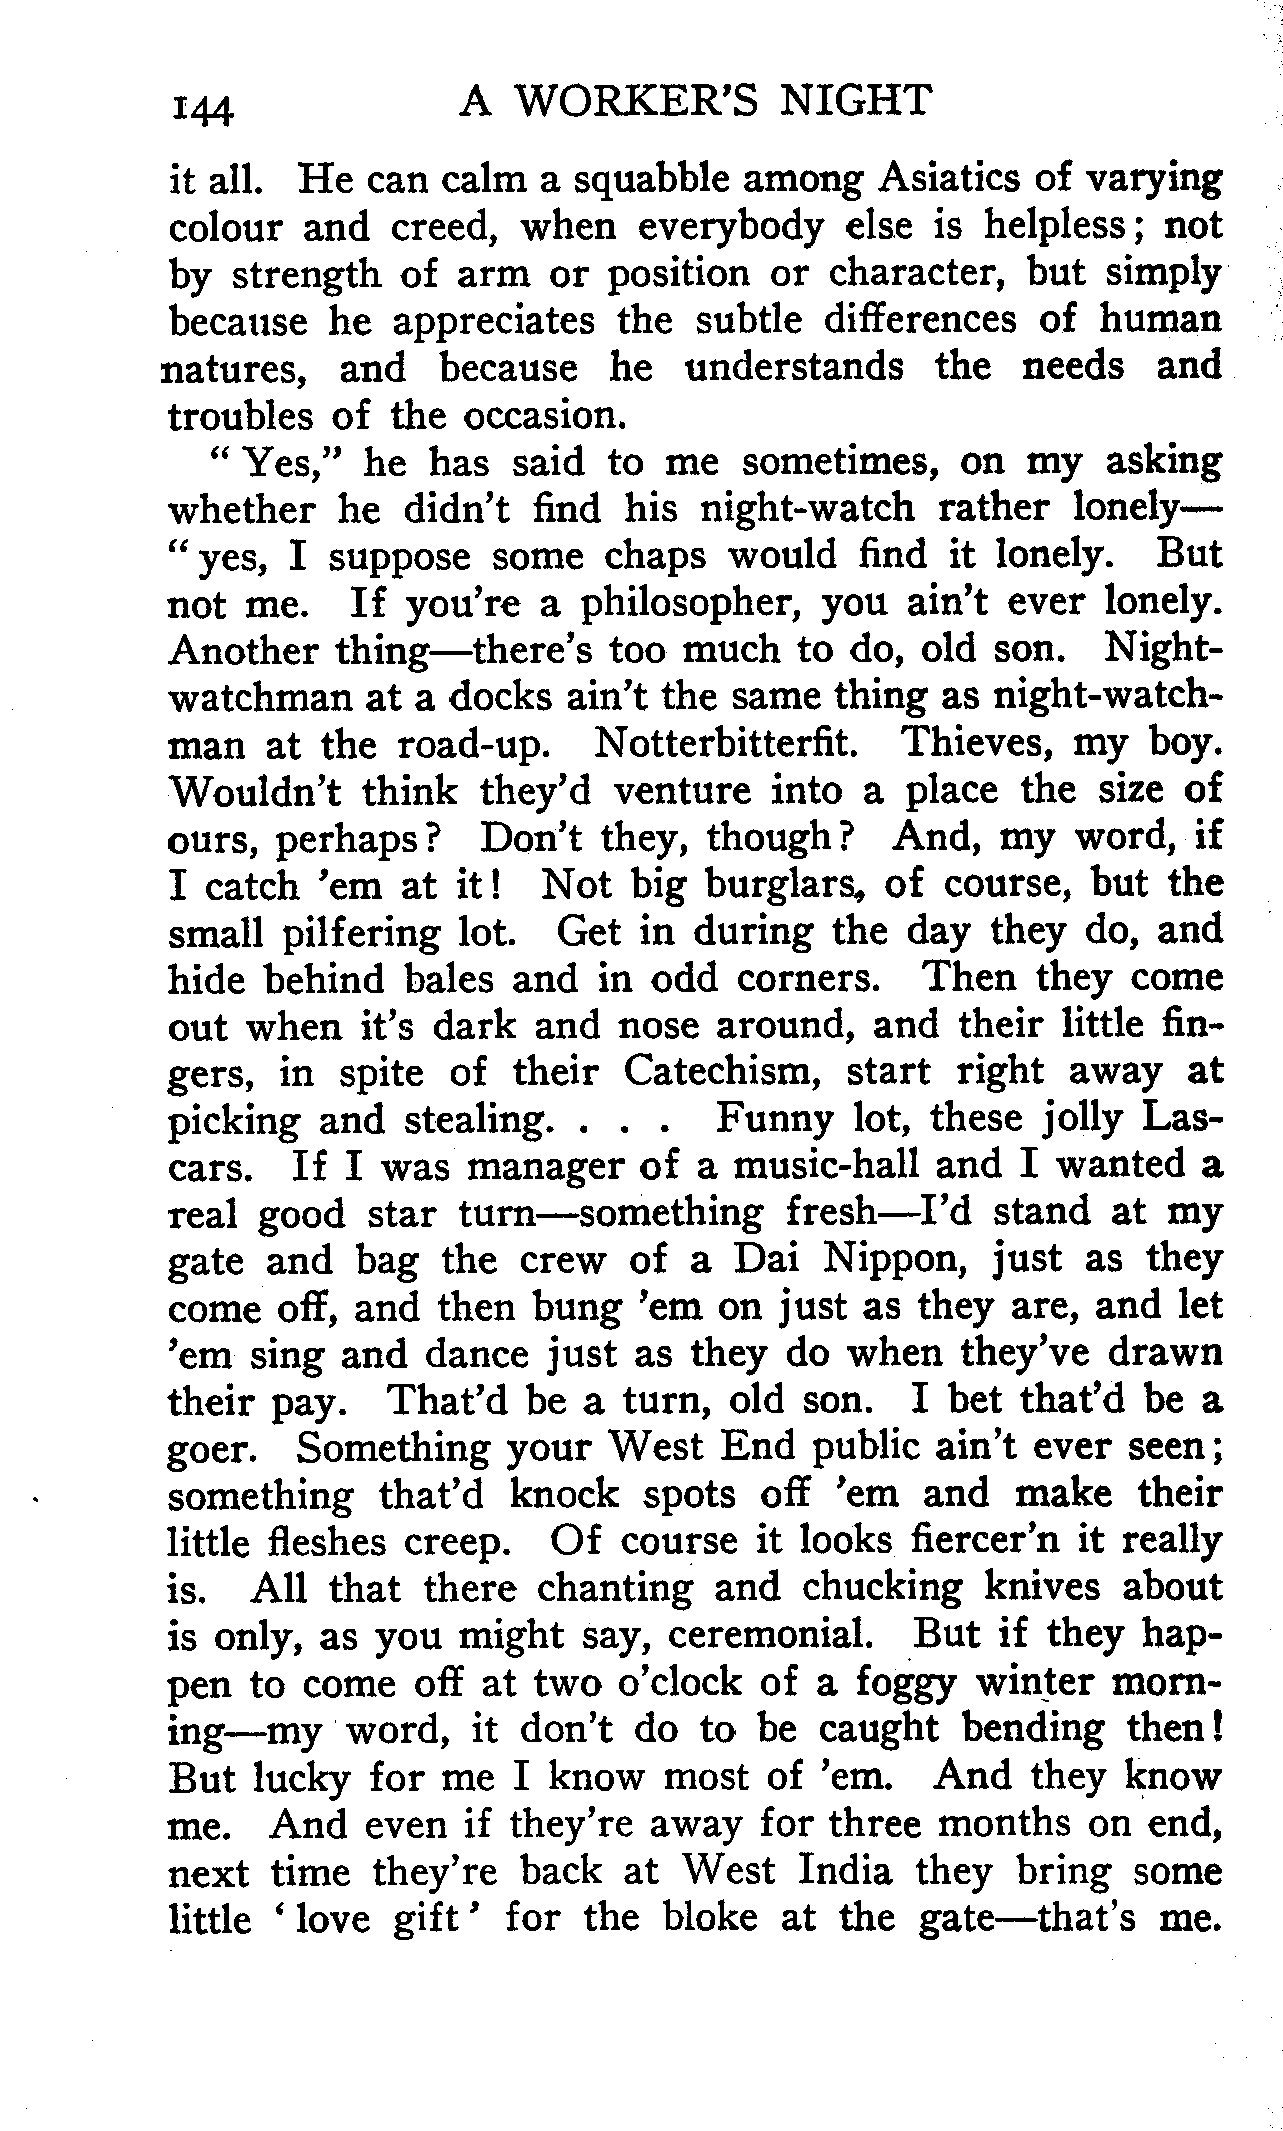 144 A WORKER'S NIGHT
it all. He can calm a squabble among Asiatics of varying
colour and creed, when everybody else is helpless; not
by strength of arm or position or character, but simply
because he appreciates the subtle differences of human
natures, and because he understands the needs and
troubles of the occasion.
“Yes,” he has said to me sometimes, on my asking
whether he didn't find his night-watch rather lonely—
“yes, I suppose some chaps would find it lonely. But
not me. If you're a philosopher, you ain't ever lonely.
Another thing—there's too much to do, old son. Night-
watchman at a docks ain't the same thing as night-watch-
man at the road-up. Notterbitterfit. Thieves, my boy.
Wouldn't think they'd venture into a place the size of
ours, perhaps? Don't they, though? And, my word, if
I catch 'em at it! Not big burglars, of course, but the
small pilfering lot. Get in during the day they do, and
hide behind bales and in odd corners. Then they come
out when it's dark and nose around, and their little fin-
gers, in spite of their Catechism, start right away at
picking and stealing. . . . Funny lot, these jolly Las-
cars. If I was manager of a music-hall and I wanted a
real good star turn—something fresh—I'd stand at my
gate and bag the crew of a Dai Nippon, just as they
come off, and then bung 'em on just as they are, and let
'em sing and dance just as they do when they've drawn
their pay. That'd be a turn, old son. I bet that'd be a
goer. Something your West End public ain't ever seen;
something that'd knock spots off 'em and make their
little fleshes creep. Of course it looks fiercer'n it really
is. All that there chanting and chucking knives about
is only, as you might say, ceremonial. But if they hap-
pen to come off at two o'clock of a foggy winter morn-
ing—my word, it don't do to be caught bending then!
But lucky for me I know most of 'em. And they know
me. And even if they're away for three months on end,
next time they're back at West India they bring some
little ‘love gift’ for the bloke at the gate—that's me.